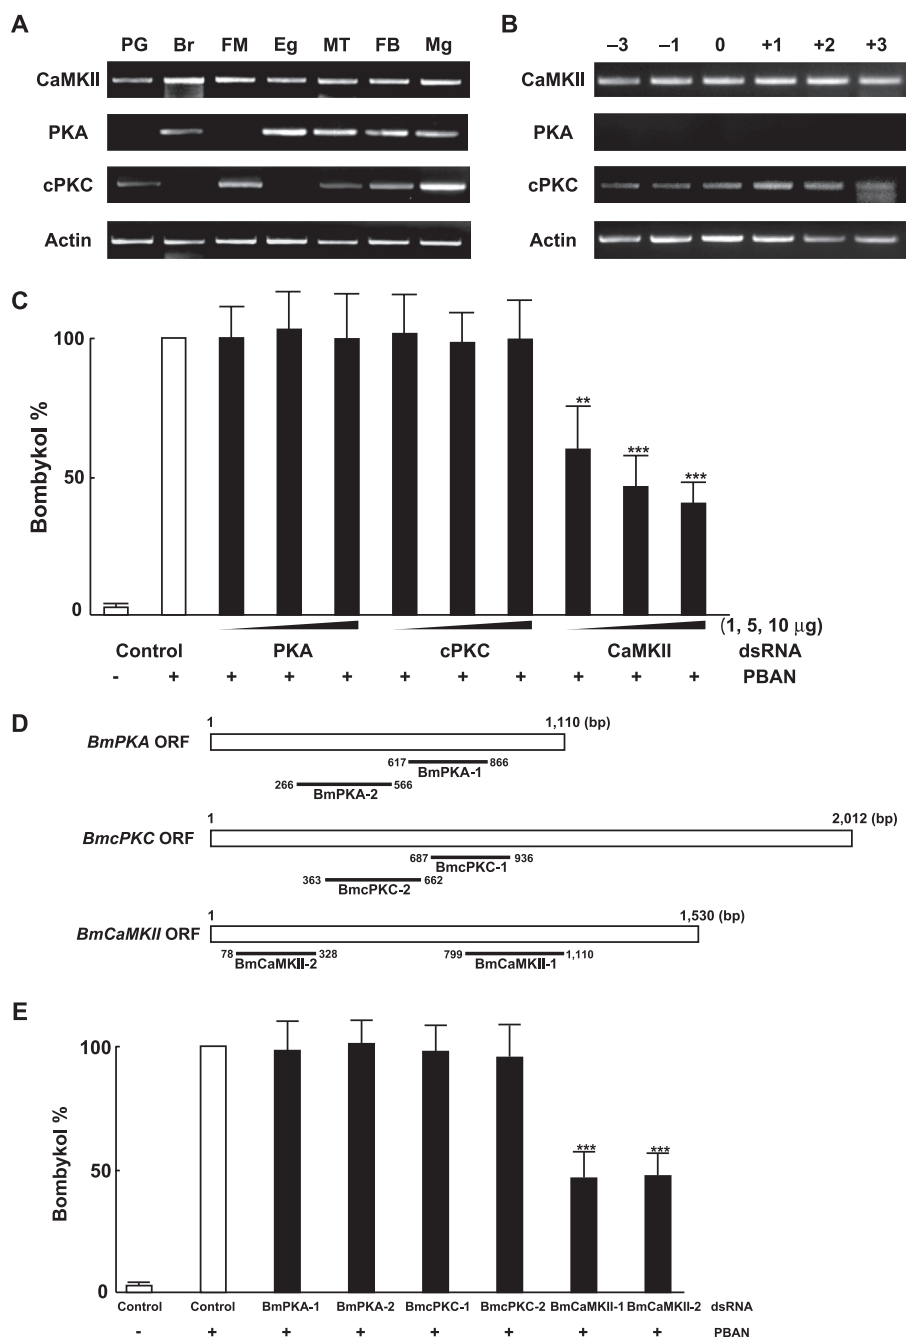 A
PG Br FM Eg MT FB Mg
CaMKII
PKA
cPKC
Actin
B
–3 –1 0 +1 +2 +3
CaMKII
PKA
cPKC
Actin
C
Bombykol %
100
50
0
** *** ***
(1, 5, 10 μg)
Control PKA cPKC CaMKII dsRNA
- + + + + + + + + + + PBAN
D
1 1,110 (bp)
BmPKA ORF
617 866
BmPKA-1
266 566
BmPKA-2
1 2,012 (bp)
BmcPKC ORF
687 936
BmcPKC-1
363 662
BmcPKC-2
1 1,530 (bp)
BmCaMKII ORF
78 328 799 1,110
BmCaMKII-2 BmCaMKII-1
E
Bombykol %
100
50
0
*** ***
Control Control BmPKA-1 BmPKA-2 BmcPKC-1 BmcPKC-2 BmCaMKII-1 BmCaMKII-2 dsRNA
- + + + + + + + PBAN